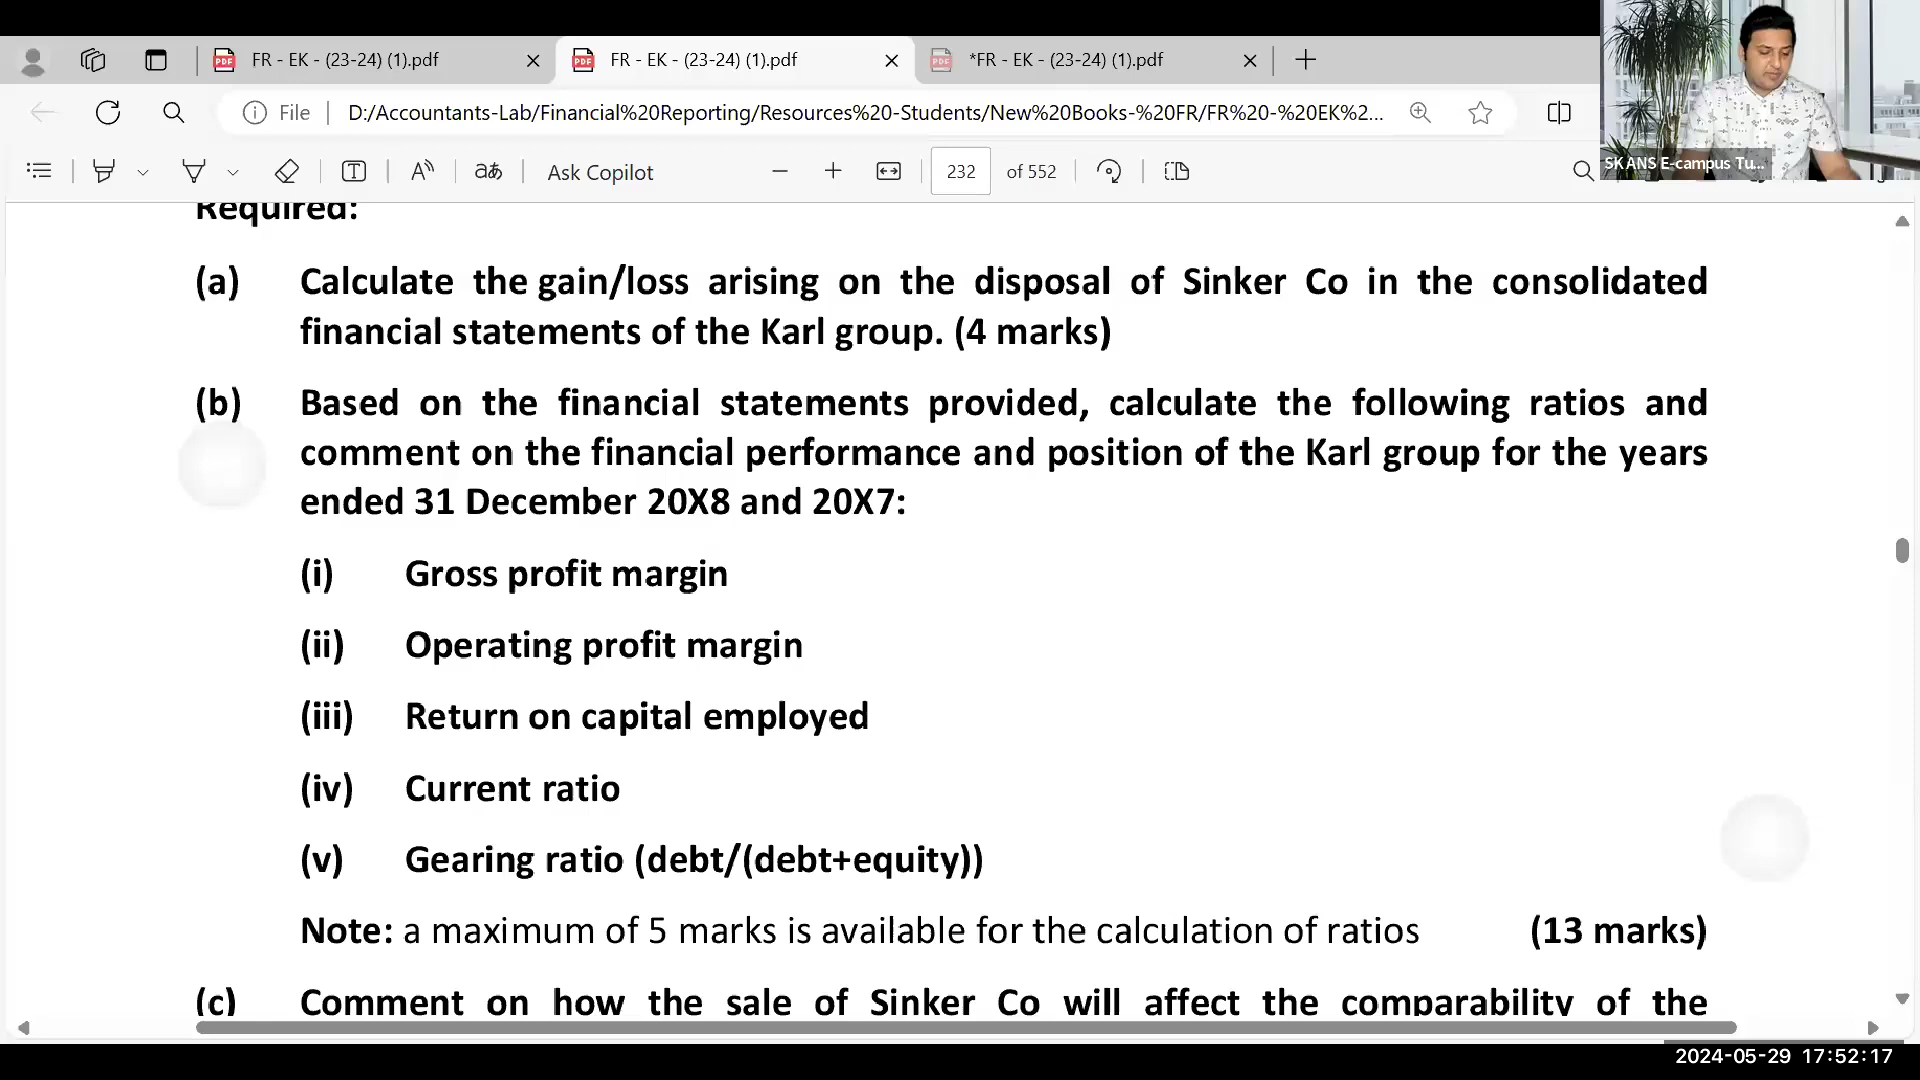 FR - EK - (23-24) (1).pdf
FR - EK - (23-24) (1).pdf
*FR - EK - (23-24) (1).pdf
File
D:/Accountants-Lab/Financial%20Reporting/Resources%20-Students/New%20Books-%20FR/FR%20-%20EK%2...
Ask Copilot
232
of 552
SKANS E-campus Tu...
Required:
(a) Calculate the gain/loss arising on the disposal of Sinker Co in the consolidated
financial statements of the Karl group. (4 marks)
(b) Based on the financial statements provided, calculate the following ratios and
comment on the financial performance and position of the Karl group for the years
ended 31 December 20X8 and 20X7:
(i) Gross profit margin
(ii) Operating profit margin
(iii) Return on capital employed
(iv) Current ratio
(v) Gearing ratio (debt/(debt+equity))
Note: a maximum of 5 marks is available for the calculation of ratios (13 marks)
(c) Comment on how the sale of Sinker Co will affect the comparability of the
2024-05-29 17:52:17